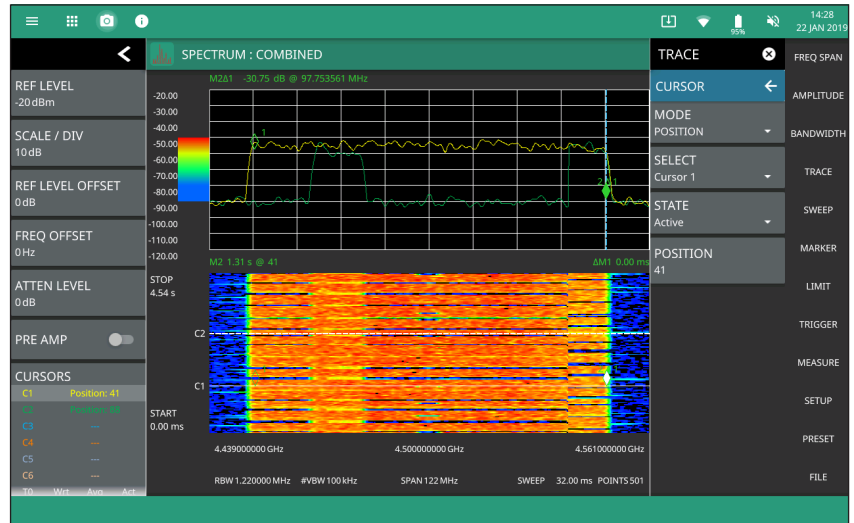 95%
14:28
22 JAN 2019
SPECTRUM : COMBINED
REF LEVEL
-20 dBm
SCALE / DIV
10 dB
REF LEVEL OFFSET
0 dB
FREQ OFFSET
0 Hz
ATTEN LEVEL
0 dB
PRE AMP
CURSORS
C1 Position: 41
C2
C3 ---
C4 ---
C5 ---
C6 ---
T0 Wrt Avg Act
M2Δ1 -30.75 dB @ 97.753561 MHz
-20.00
-30.00
-40.00
-50.00
-60.00
-70.00
-80.00
-90.00
-100.00
-110.00
-120.00
1
M2 1.31 s @ 41 ΔM1 0.00 ms
STOP
4.54 s
C2
C1
START
0.00 ms
4.439000000 GHz 4.500000000 GHz 4.561000000 GHz
RBW 1.220000 MHz #VBW 100 kHz SPAN 122 MHz SWEEP 32.00 ms POINTS 501
TRACE
CURSOR
MODE
POSITION
SELECT
Cursor 1
STATE
Active
POSITION
41
FREQ SPAN
AMPLITUDE
BANDWIDTH
TRACE
SWEEP
MARKER
LIMIT
TRIGGER
MEASURE
SETUP
PRESET
FILE